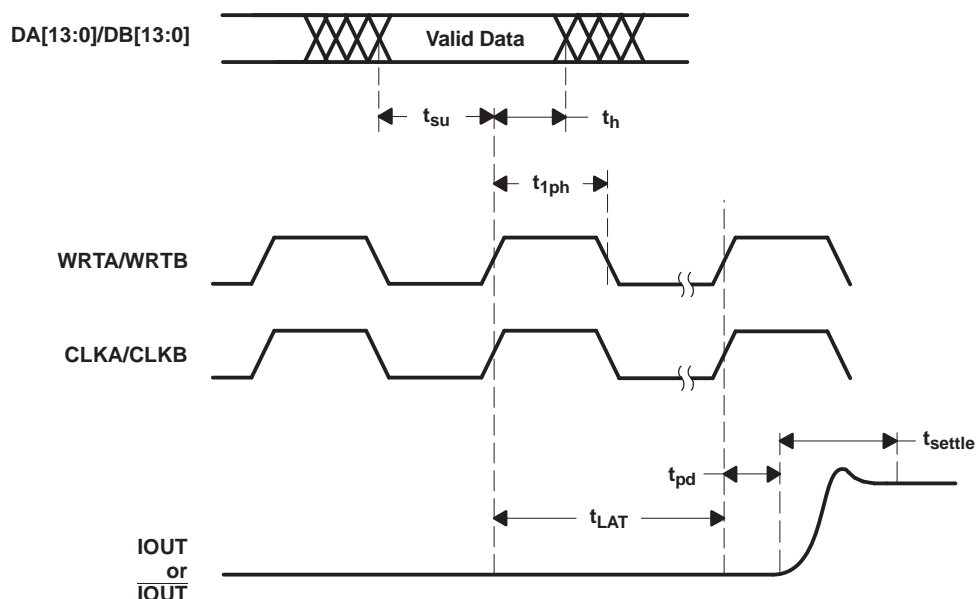 DA[13:0]/DB[13:0]
Valid Data
tsu
th
t1ph
WRTA/WRTB
CLKA/CLKB
tsettle
tpd
tLAT
IOUT
or
IOUT